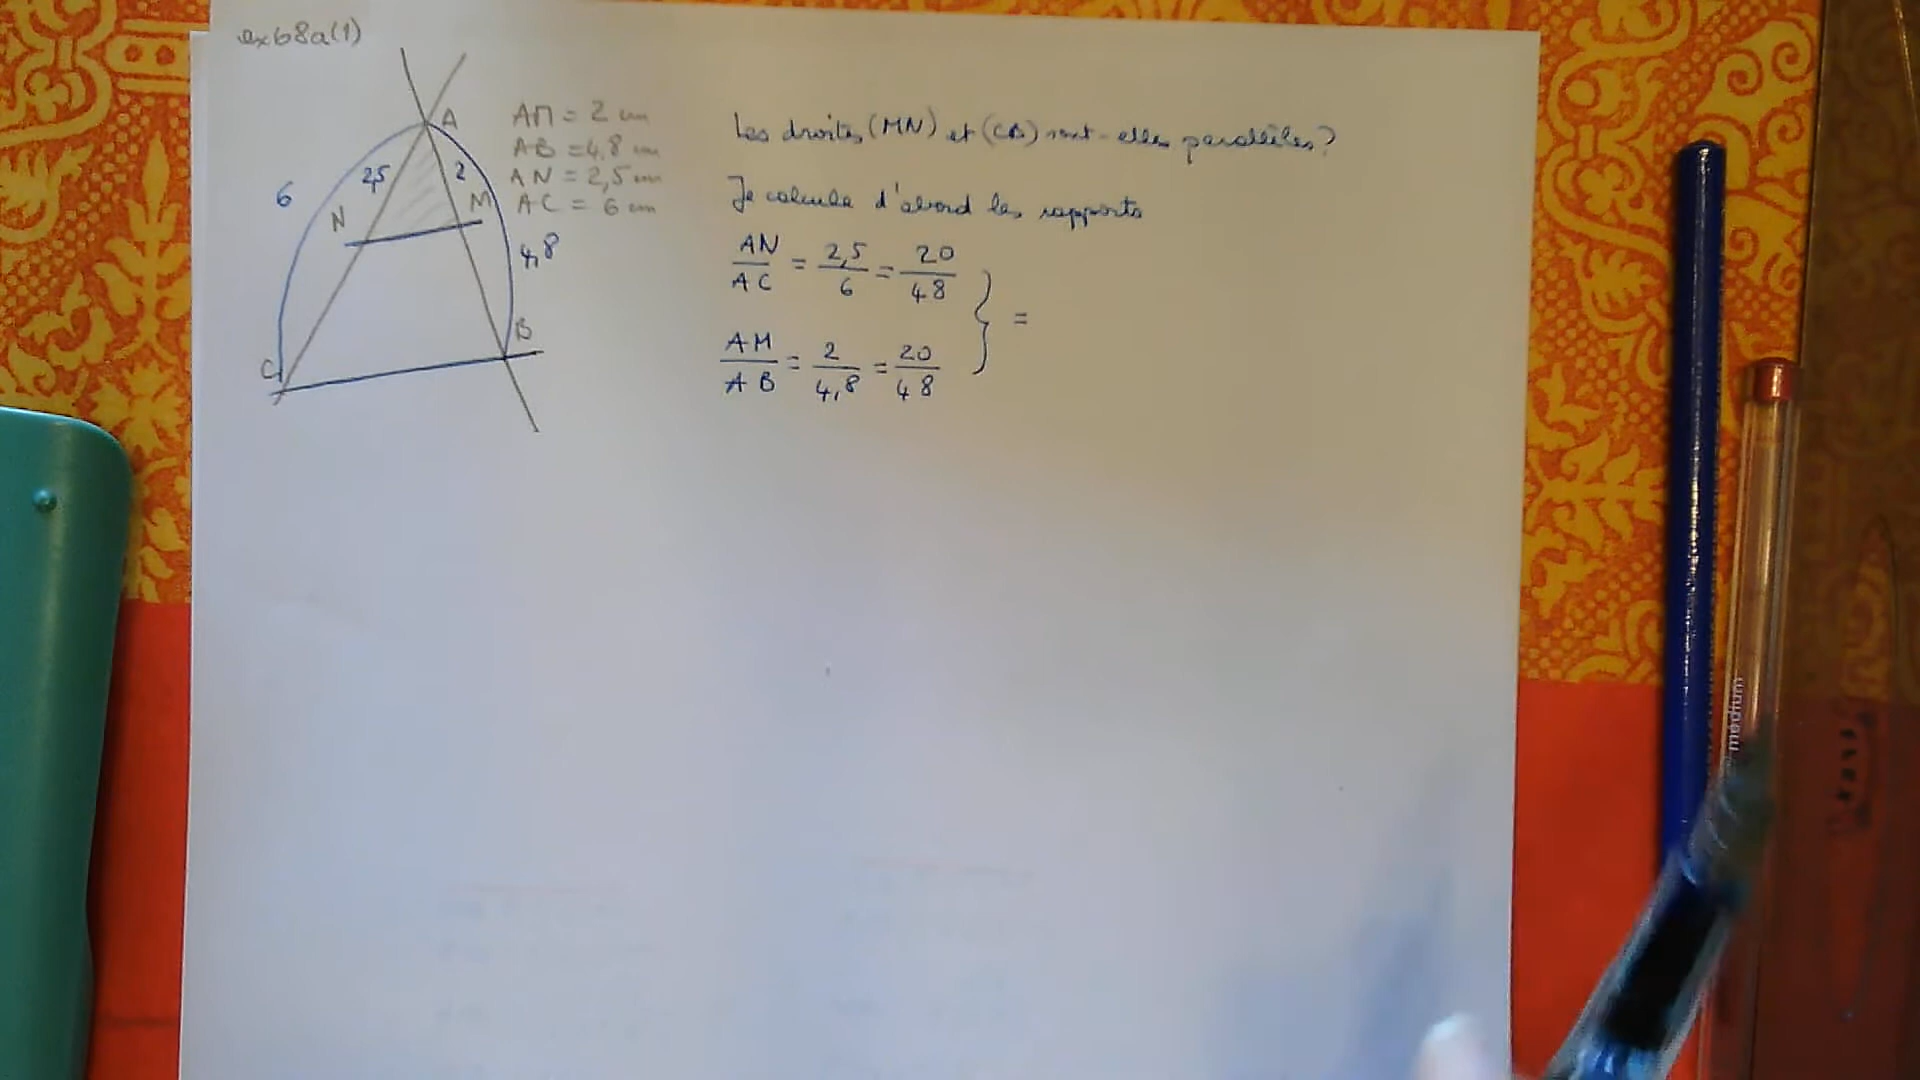 ex68a(1)
AM = 2 cm
AB = 4,8 cm
AN = 2,5 cm
AC = 6 cm
A
6
2,5
2
N
M
4,8
B
C
Les droites (MN) et (CB) sont-elles parallèles?
Je calcule d'abord les rapports
AN/AC = 2,5/6 = 20/48
} =
AM/AB = 2/4,8 = 20/48
medium